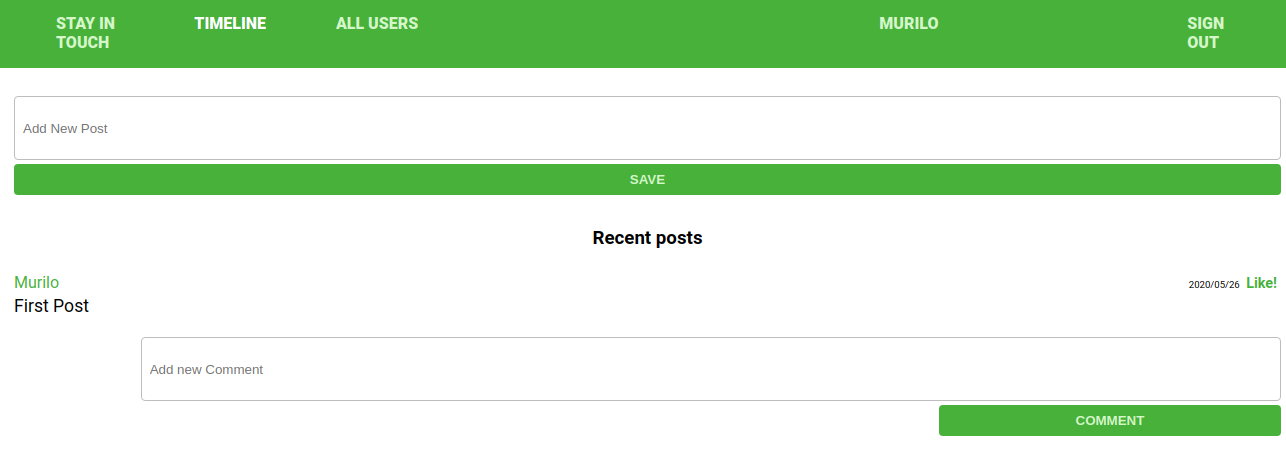 STAY IN TOUCH
TIMELINE
ALL USERS
MURILO
SIGN OUT
Add New Post
SAVE
Recent posts
Murilo
2020/05/26 Like!
First Post
Add new Comment
COMMENT